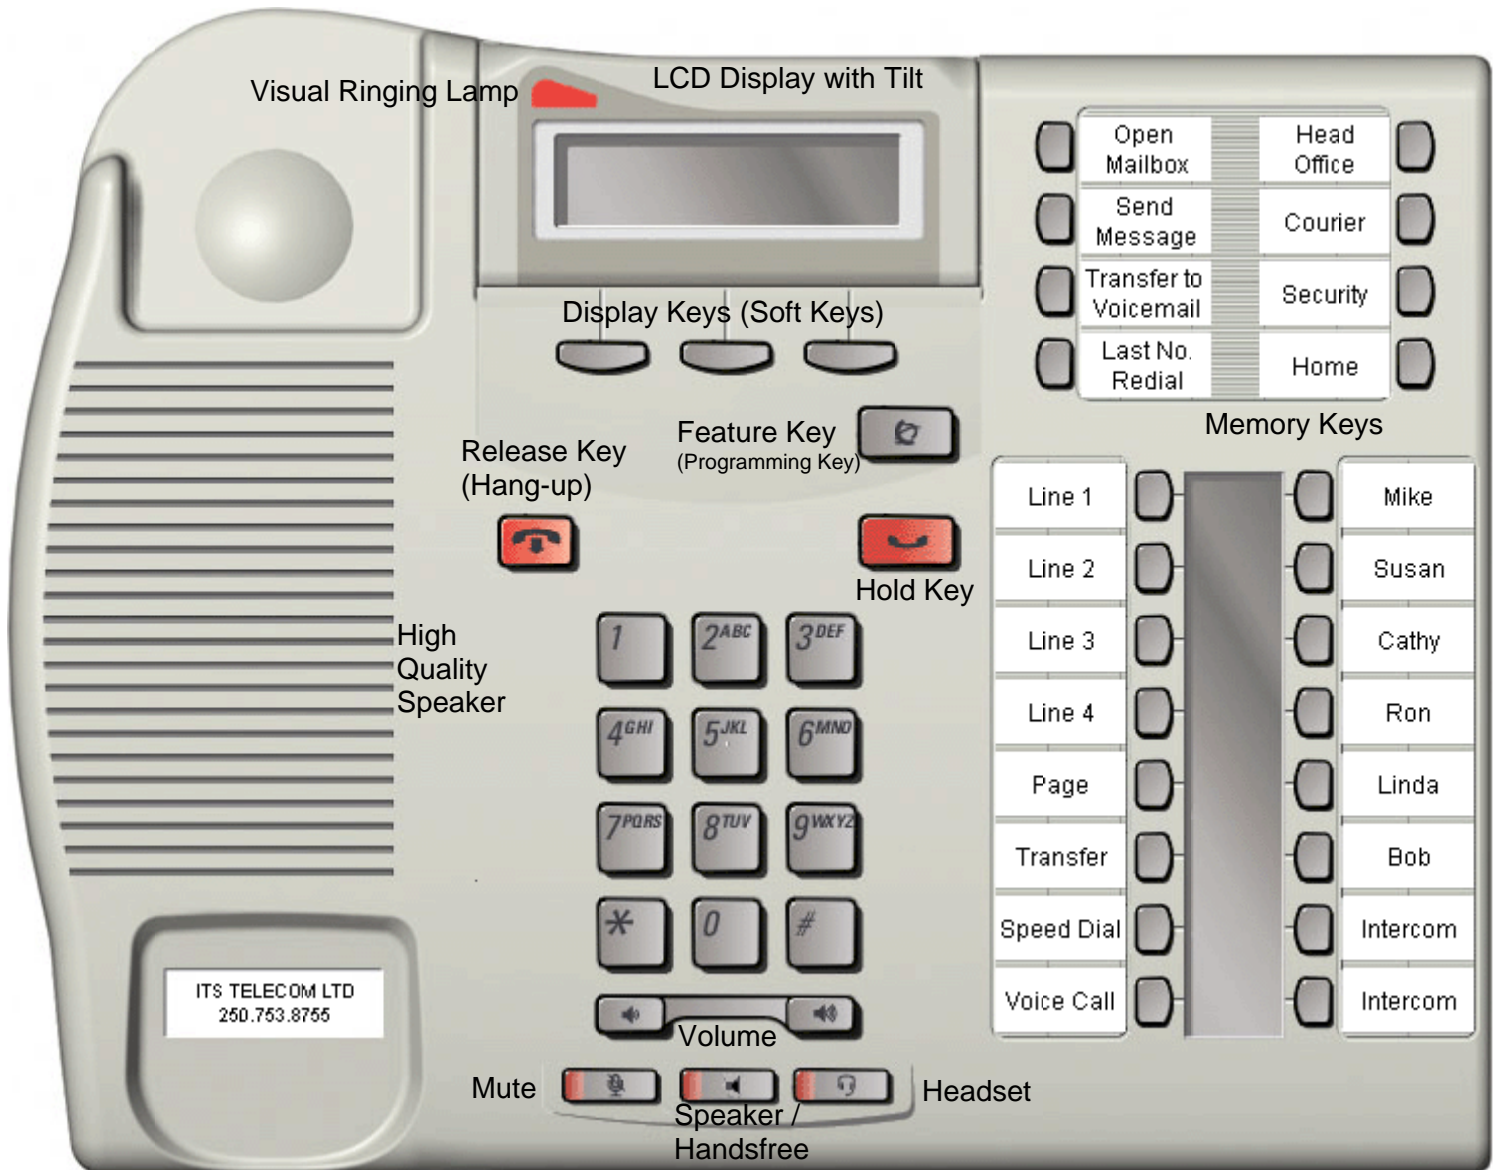 Visual Ringing Lamp
LCD Display with Tilt
Open
Mailbox
Head
Office
Send
Message
Courier
Transfer to
Voicemail
Security
Last No.
Redial
Home
Display Keys (Soft Keys)
Memory Keys
Feature Key
(Programming Key)
Release Key
(Hang-up)
Hold Key
High
Quality
Speaker
Line 1
Mike
Line 2
Susan
Line 3
Cathy
Line 4
Ron
Page
Linda
Transfer
Bob
Speed Dial
Intercom
Voice Call
Intercom
1
2ABC
3DEF
4GHI
5JKL
6MNO
7PQRS
8TUV
9WXYZ
*
0
#
ITS TELECOM LTD
250.753.8755
Volume
Mute
Headset
Speaker /
Handsfree